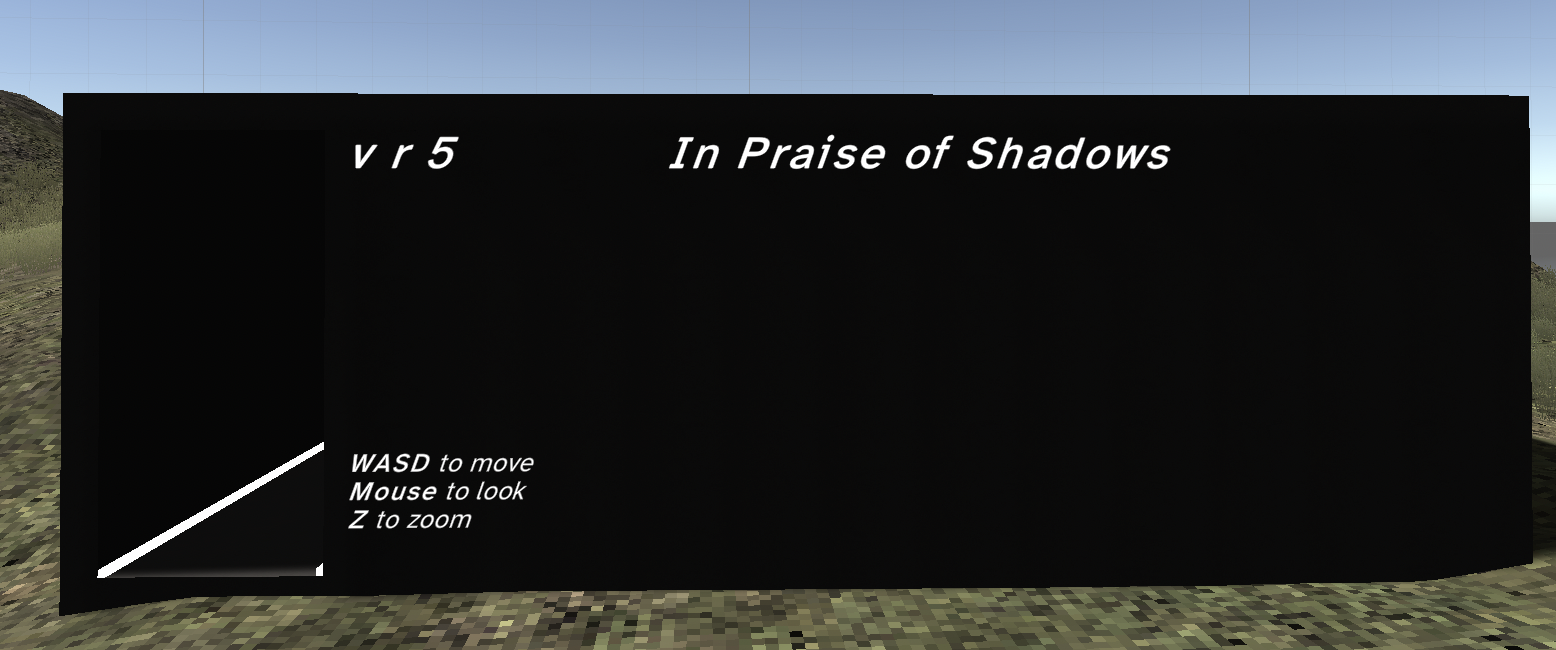 v r 5
In Praise of Shadows
WASD to move
Mouse to look
Z to zoom